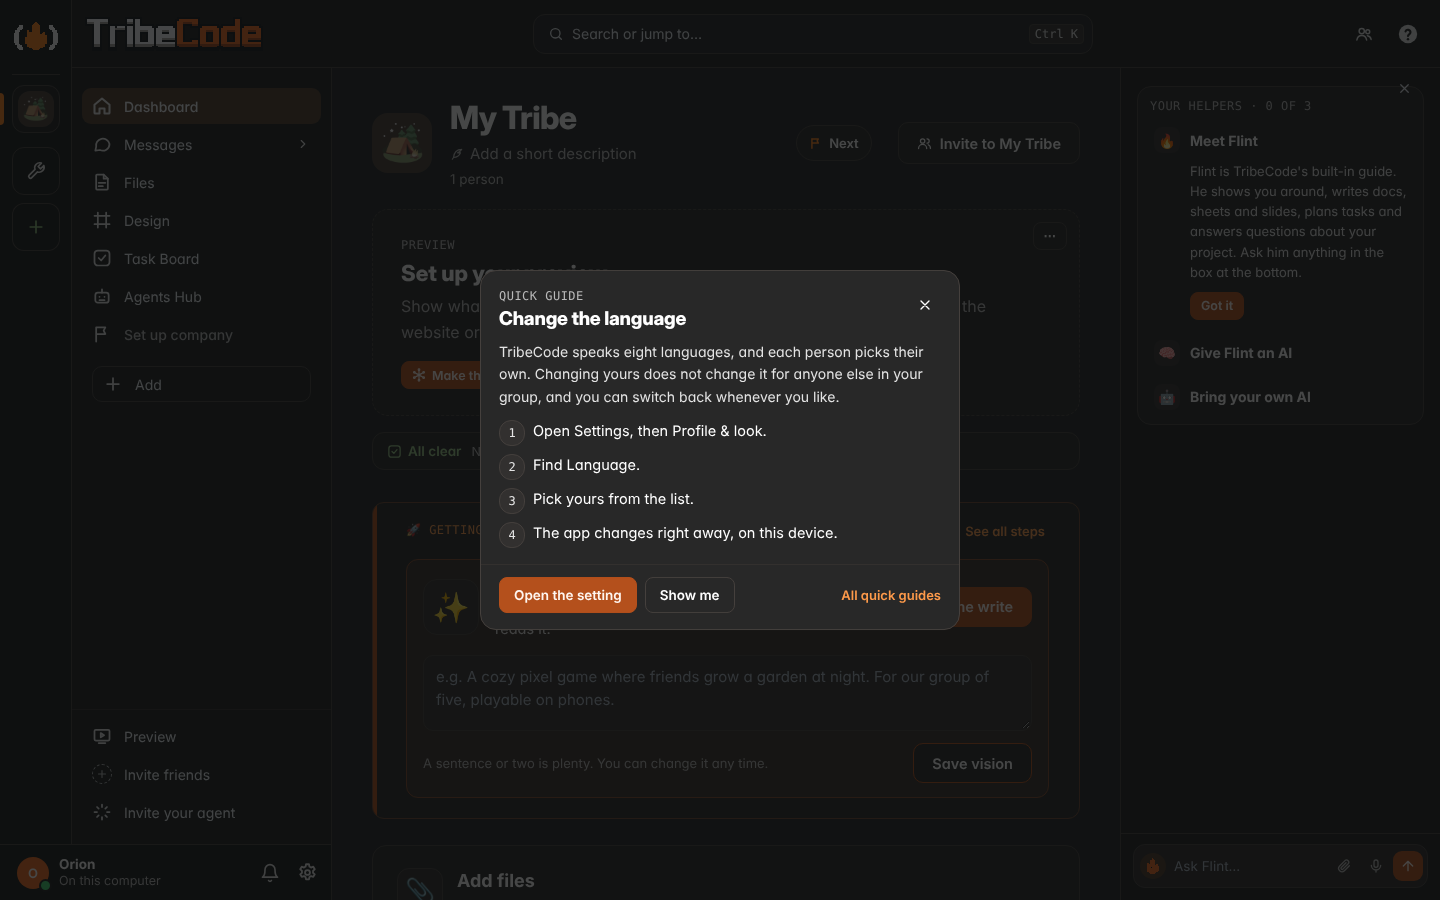 TribeCode
Search or jump to...
Ctrl K
Dashboard
Messages
Files
Design
Task Board
Agents Hub
Set up company
Add
Preview
Invite friends
Invite your agent
O
Orion
On this computer
My Tribe
Add a short description
1 person
Next
Invite to My Tribe
PREVIEW
Set up
Show
the
website or
Make th
All clear
See all steps
QUICK GUIDE
Change the language
TribeCode speaks eight languages, and each person picks their
own. Changing yours does not change it for anyone else in your
group, and you can switch back whenever you like.
1 Open Settings, then Profile & look.
2 Find Language.
3 Pick yours from the list.
4 The app changes right away, on this device.
Open the setting
Show me
All quick guides
write
e.g. A cozy pixel game where friends grow a garden at night. For our group of
five, playable on phones.
A sentence or two is plenty. You can change it any time.
Save vision
Add files
YOUR HELPERS · 0 OF 3
Meet Flint
Flint is TribeCode's built-in guide.
He shows you around, writes docs,
sheets and slides, plans tasks and
answers questions about your
project. Ask him anything in the
box at the bottom.
Got it
Give Flint an AI
Bring your own AI
Ask Flint...